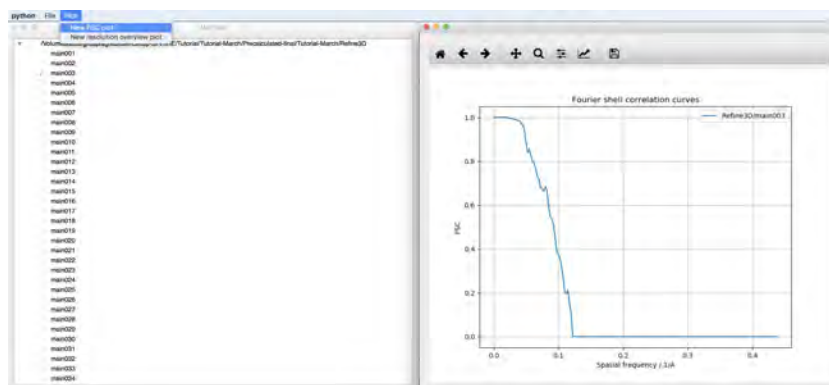 python File Plot
New FSC plot
New resolution overview plot
main001
main002
main003
main004
main005
main006
main007
main008
main009
main010
main011
main012
main013
main014
main015
main016
main017
main018
main019
main020
main021
main022
main023
main024
main025
main026
main027
main028
main029
main030
main031
main032
main033
main034
Fourier shell correlation curves
Refine3D/main003
1.0
0.8
0.6
0.4
0.2
0.0
FSC
0.0 0.1 0.2 0.3 0.4
Spacial frequency / 1/A